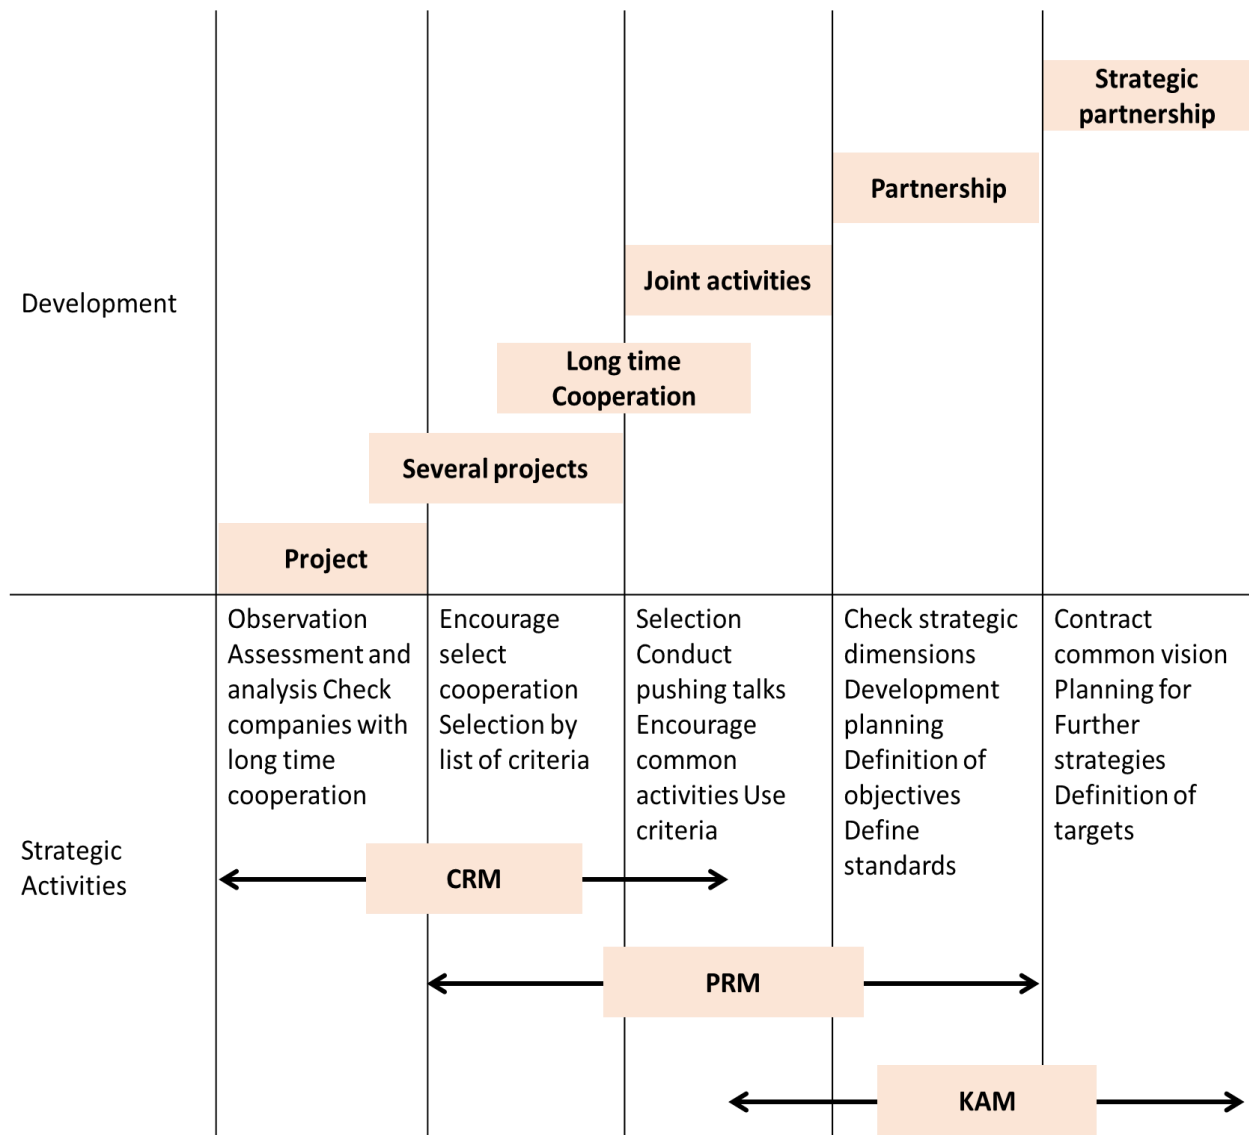 Strategic
partnership
Partnership
Joint activities
Development
Long time
Cooperation
Several projects
Project
Observation
Assessment and
analysis Check
companies with
long time
cooperation
Encourage
select
cooperation
Selection by
list of criteria
Selection
Conduct
pushing talks
Encourage
common
activities Use
criteria
Check strategic
dimensions
Development
planning
Definition of
objectives
Define
standards
Contract
common vision
Planning for
Further
strategies
Definition of
targets
Strategic
Activities
CRM
PRM
KAM